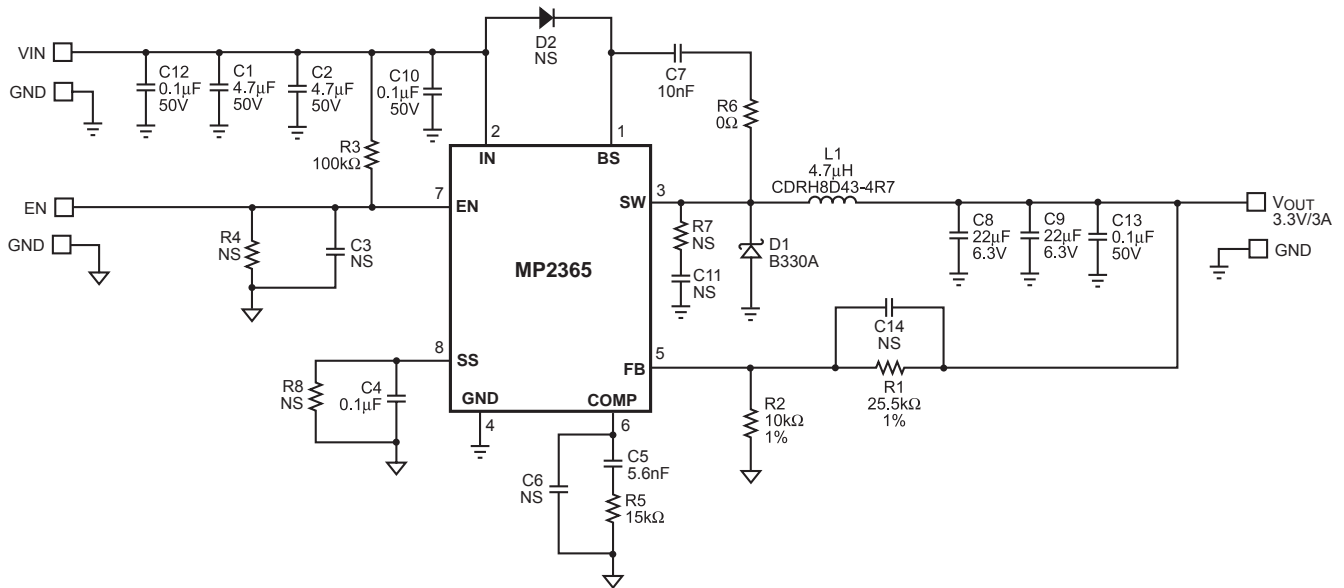 VIN
GND
C12
0.1µF
50V
C1
4.7µF
50V
C2
4.7µF
50V
C10
0.1µF
50V
D2
NS
C7
10nF
R6
0Ω
R3
100kΩ
2
IN
1
BS
EN
GND
7
EN
R4
NS
C3
NS
MP2365
3
SW
L1
4.7µH
CDRH8D43-4R7
R7
NS
C11
NS
D1
B330A
C8
22µF
6.3V
C9
22µF
6.3V
C13
0.1µF
50V
VOUT
3.3V/3A
GND
8
SS
R8
NS
C4
0.1µF
GND
4
COMP
6
5
FB
C14
NS
R1
25.5kΩ
1%
R2
10kΩ
1%
C6
NS
C5
5.6nF
R5
15kΩ